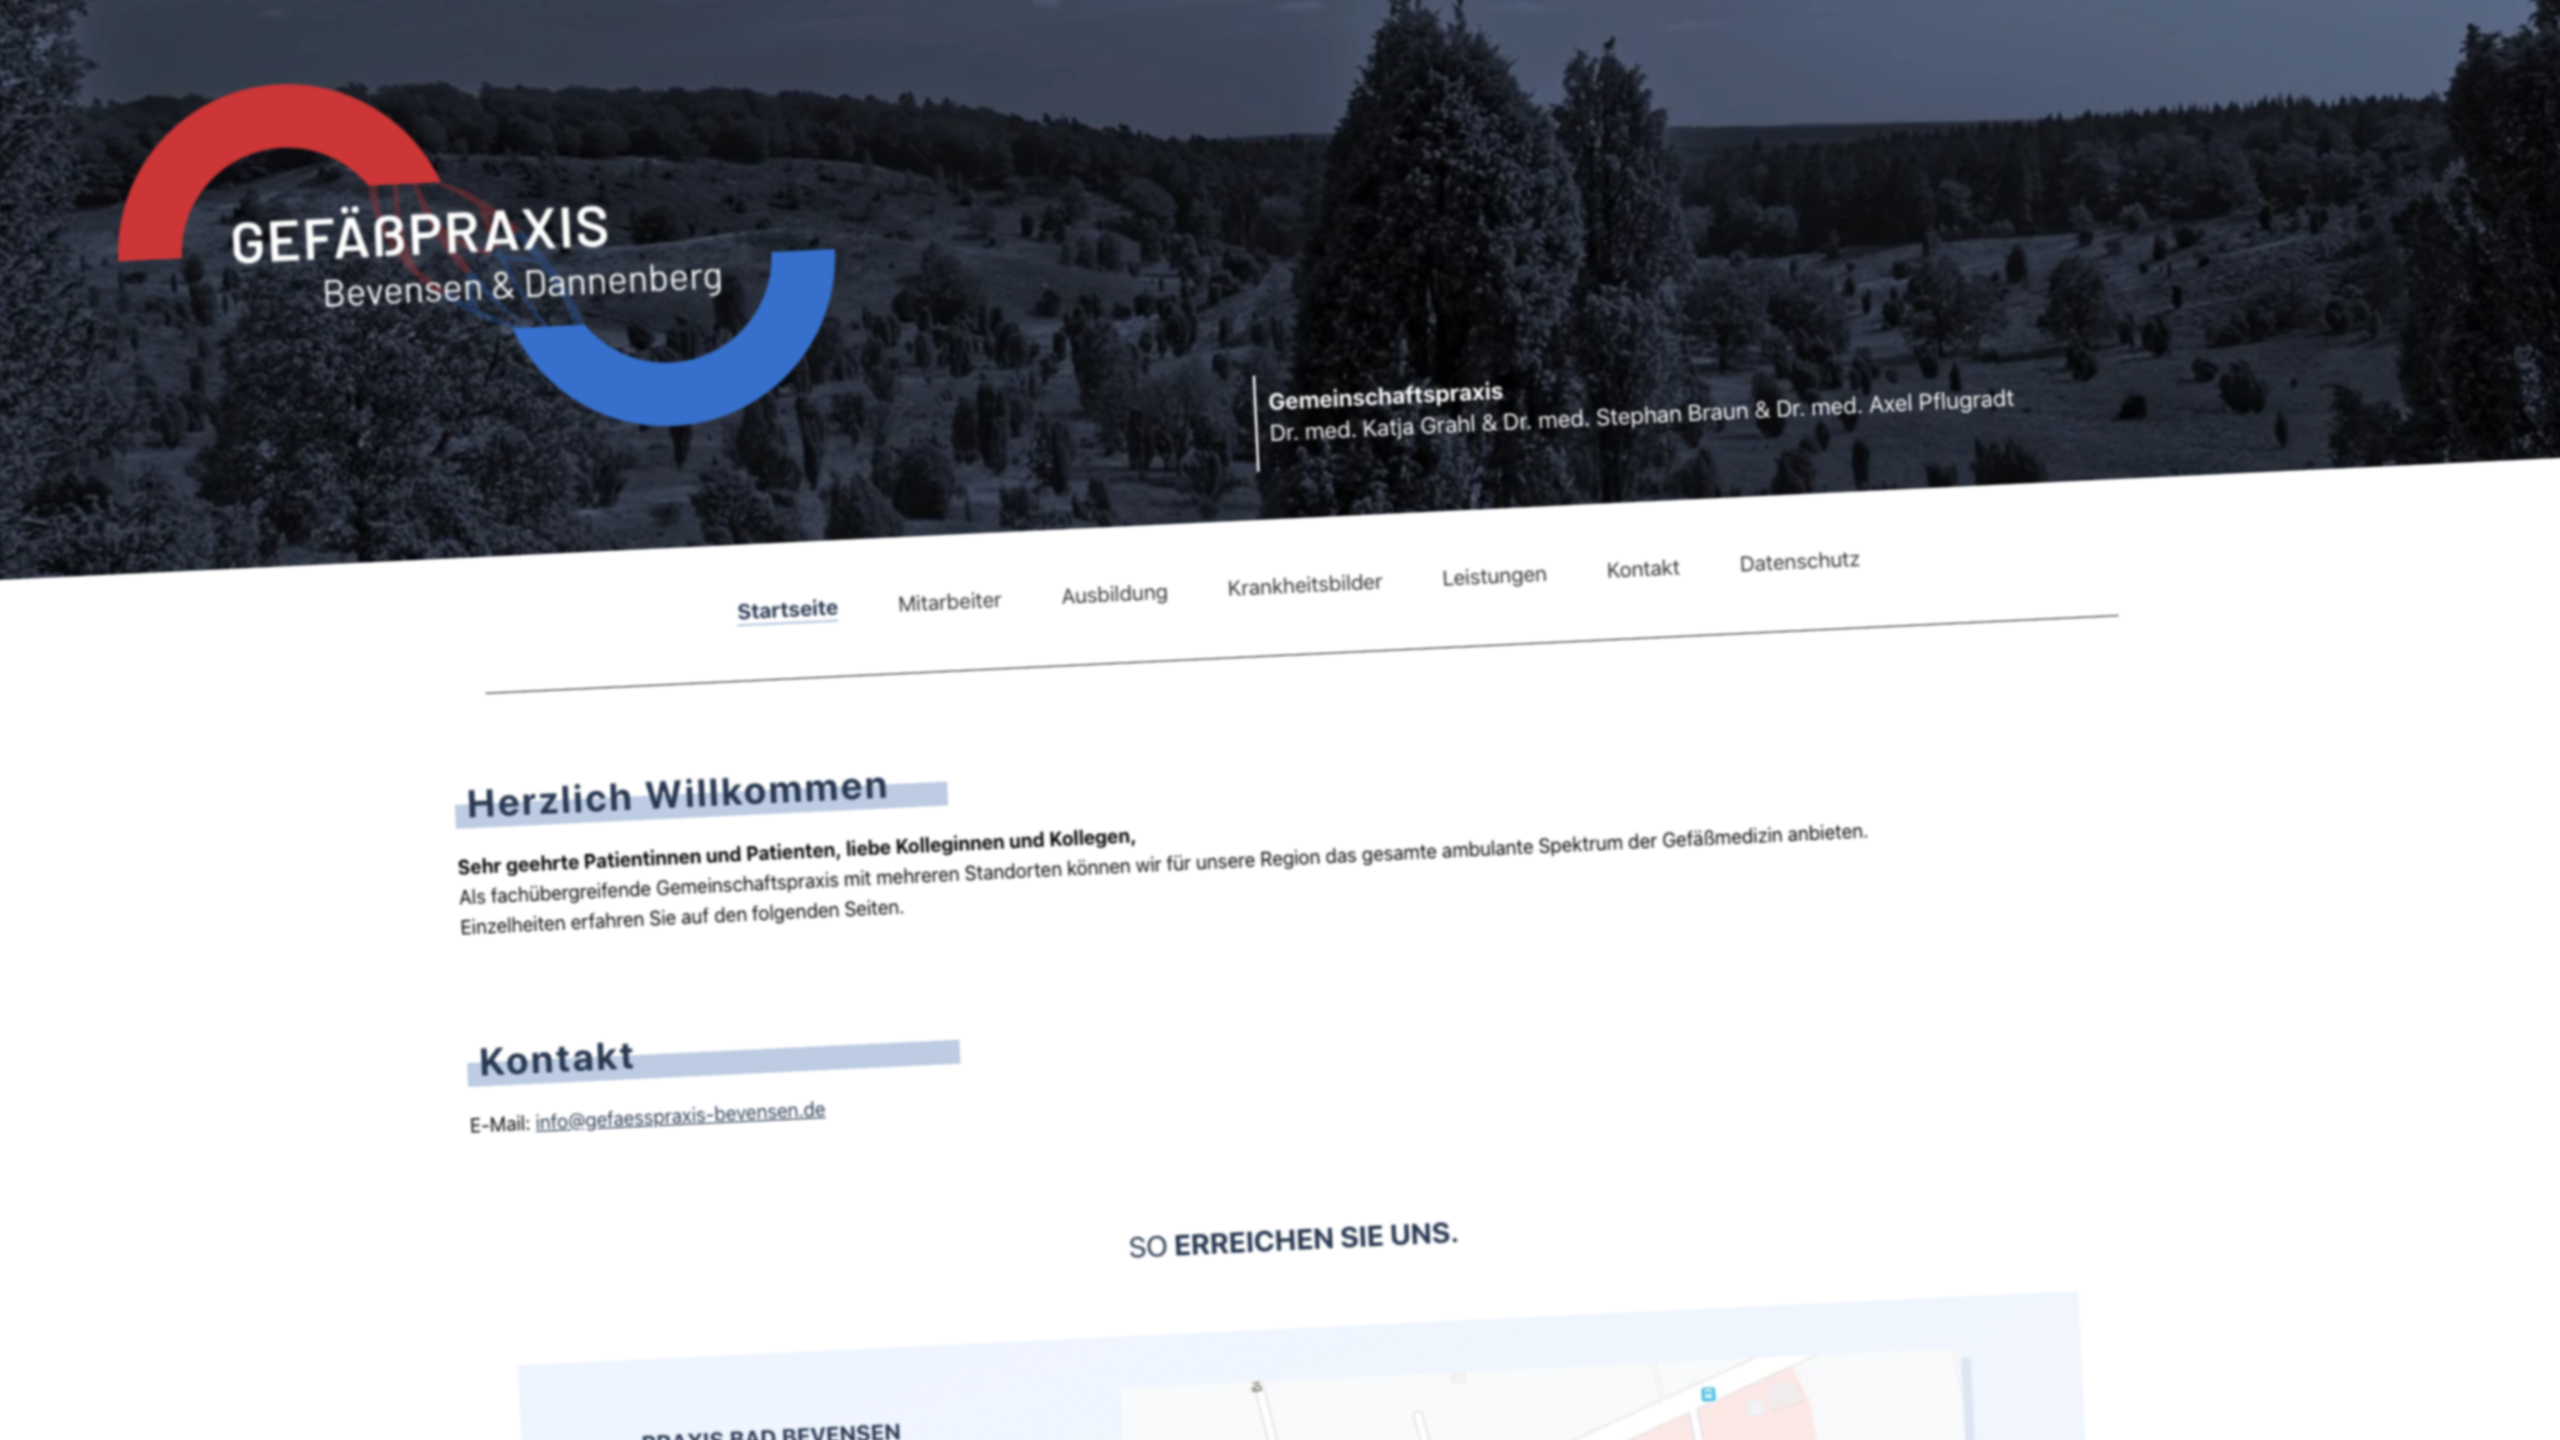 GEFÄßPRAXIS
Bevensen & Dannenberg
Gemeinschaftspraxis
Dr. med. Katja Grahl & Dr. med. Stephan Braun & Dr. med. Axel Pflugradt
Startseite Mitarbeiter Ausbildung Krankheitsbilder Leistungen Kontakt Datenschutz
Herzlich Willkommen
Sehr geehrte Patientinnen und Patienten, liebe Kolleginnen und Kollegen,
Als fachübergreifende Gemeinschaftspraxis mit mehreren Standorten können wir für unsere Region das gesamte ambulante Spektrum der Gefäßmedizin anbieten.
Einzelheiten erfahren Sie auf den folgenden Seiten.
Kontakt
E-Mail: info@gefaesspraxis-bevensen.de
SO ERREICHEN SIE UNS.
PRAXIS BAD BEVENSEN